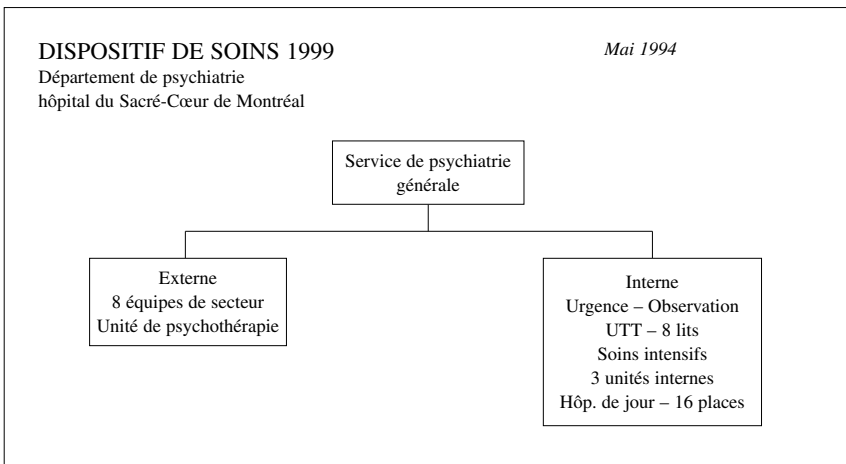 DISPOSITIF DE SOINS 1999
Mai 1994
Département de psychiatrie
hôpital du Sacré-Cœur de Montréal
Service de psychiatrie
générale
Externe
8 équipes de secteur
Unité de psychothérapie
Interne
Urgence – Observation
UTT – 8 lits
Soins intensifs
3 unités internes
Hôp. de jour – 16 places